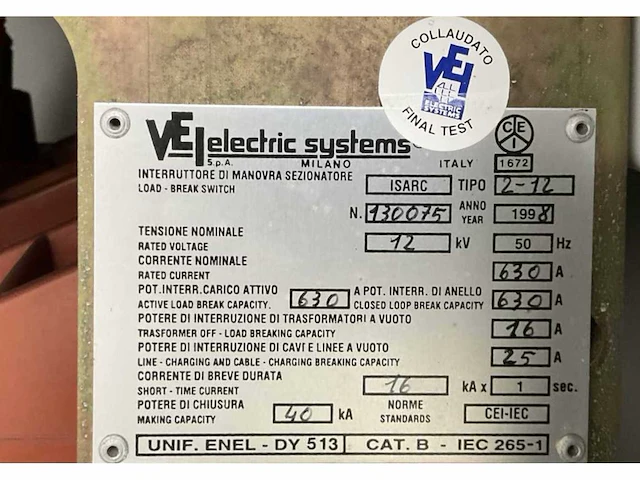 COLLAUDATO
VEI
ELECTRIC SYSTEMS
FINAL TEST
VEI electric systems
S.p.A. MILANO ITALY
CEI
1672
INTERRUTTORE DI MANOVRA SEZIONATORE
LOAD - BREAK SWITCH ISARC TIPO 2-12
N. 130075 ANNO YEAR 1998
TENSIONE NOMINALE
RATED VOLTAGE 12 kV 50 Hz
CORRENTE NOMINALE
RATED CURRENT 630 A
POT.INTERR.CARICO ATTIVO A POT. INTERR. DI ANELLO
ACTIVE LOAD BREAK CAPACITY. 630 CLOSED LOOP BREAK CAPACITY 630 A
POTERE DI INTERRUZIONE DI TRASFORMATORI A VUOTO
TRASFORMER OFF - LOAD BREAKING CAPACITY 16 A
POTERE DI INTERRUZIONE DI CAVI E LINEE A VUOTO
LINE - CHARGING AND CABLE - CHARGING BREAKING CAPACITY 25 A
CORRENTE DI BREVE DURATA
SHORT - TIME CURRENT 16 kA x 1 sec.
POTERE DI CHIUSURA NORME
MAKING CAPACITY 40 kA STANDARDS CEI-IEC
UNIF. ENEL - DY 513 CAT. B - IEC 265-1